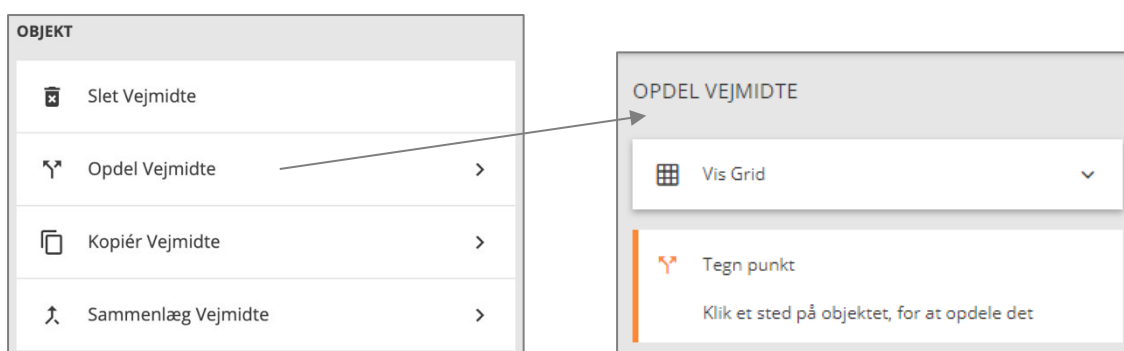 OBJEKT
Slet Vejmidte
Opdel Vejmidte
Kopiér Vejmidte
Sammenlæg Vejmidte
OPDEL VEJMIDTE
Vis Grid
Tegn punkt
Klik et sted på objektet, for at opdele det